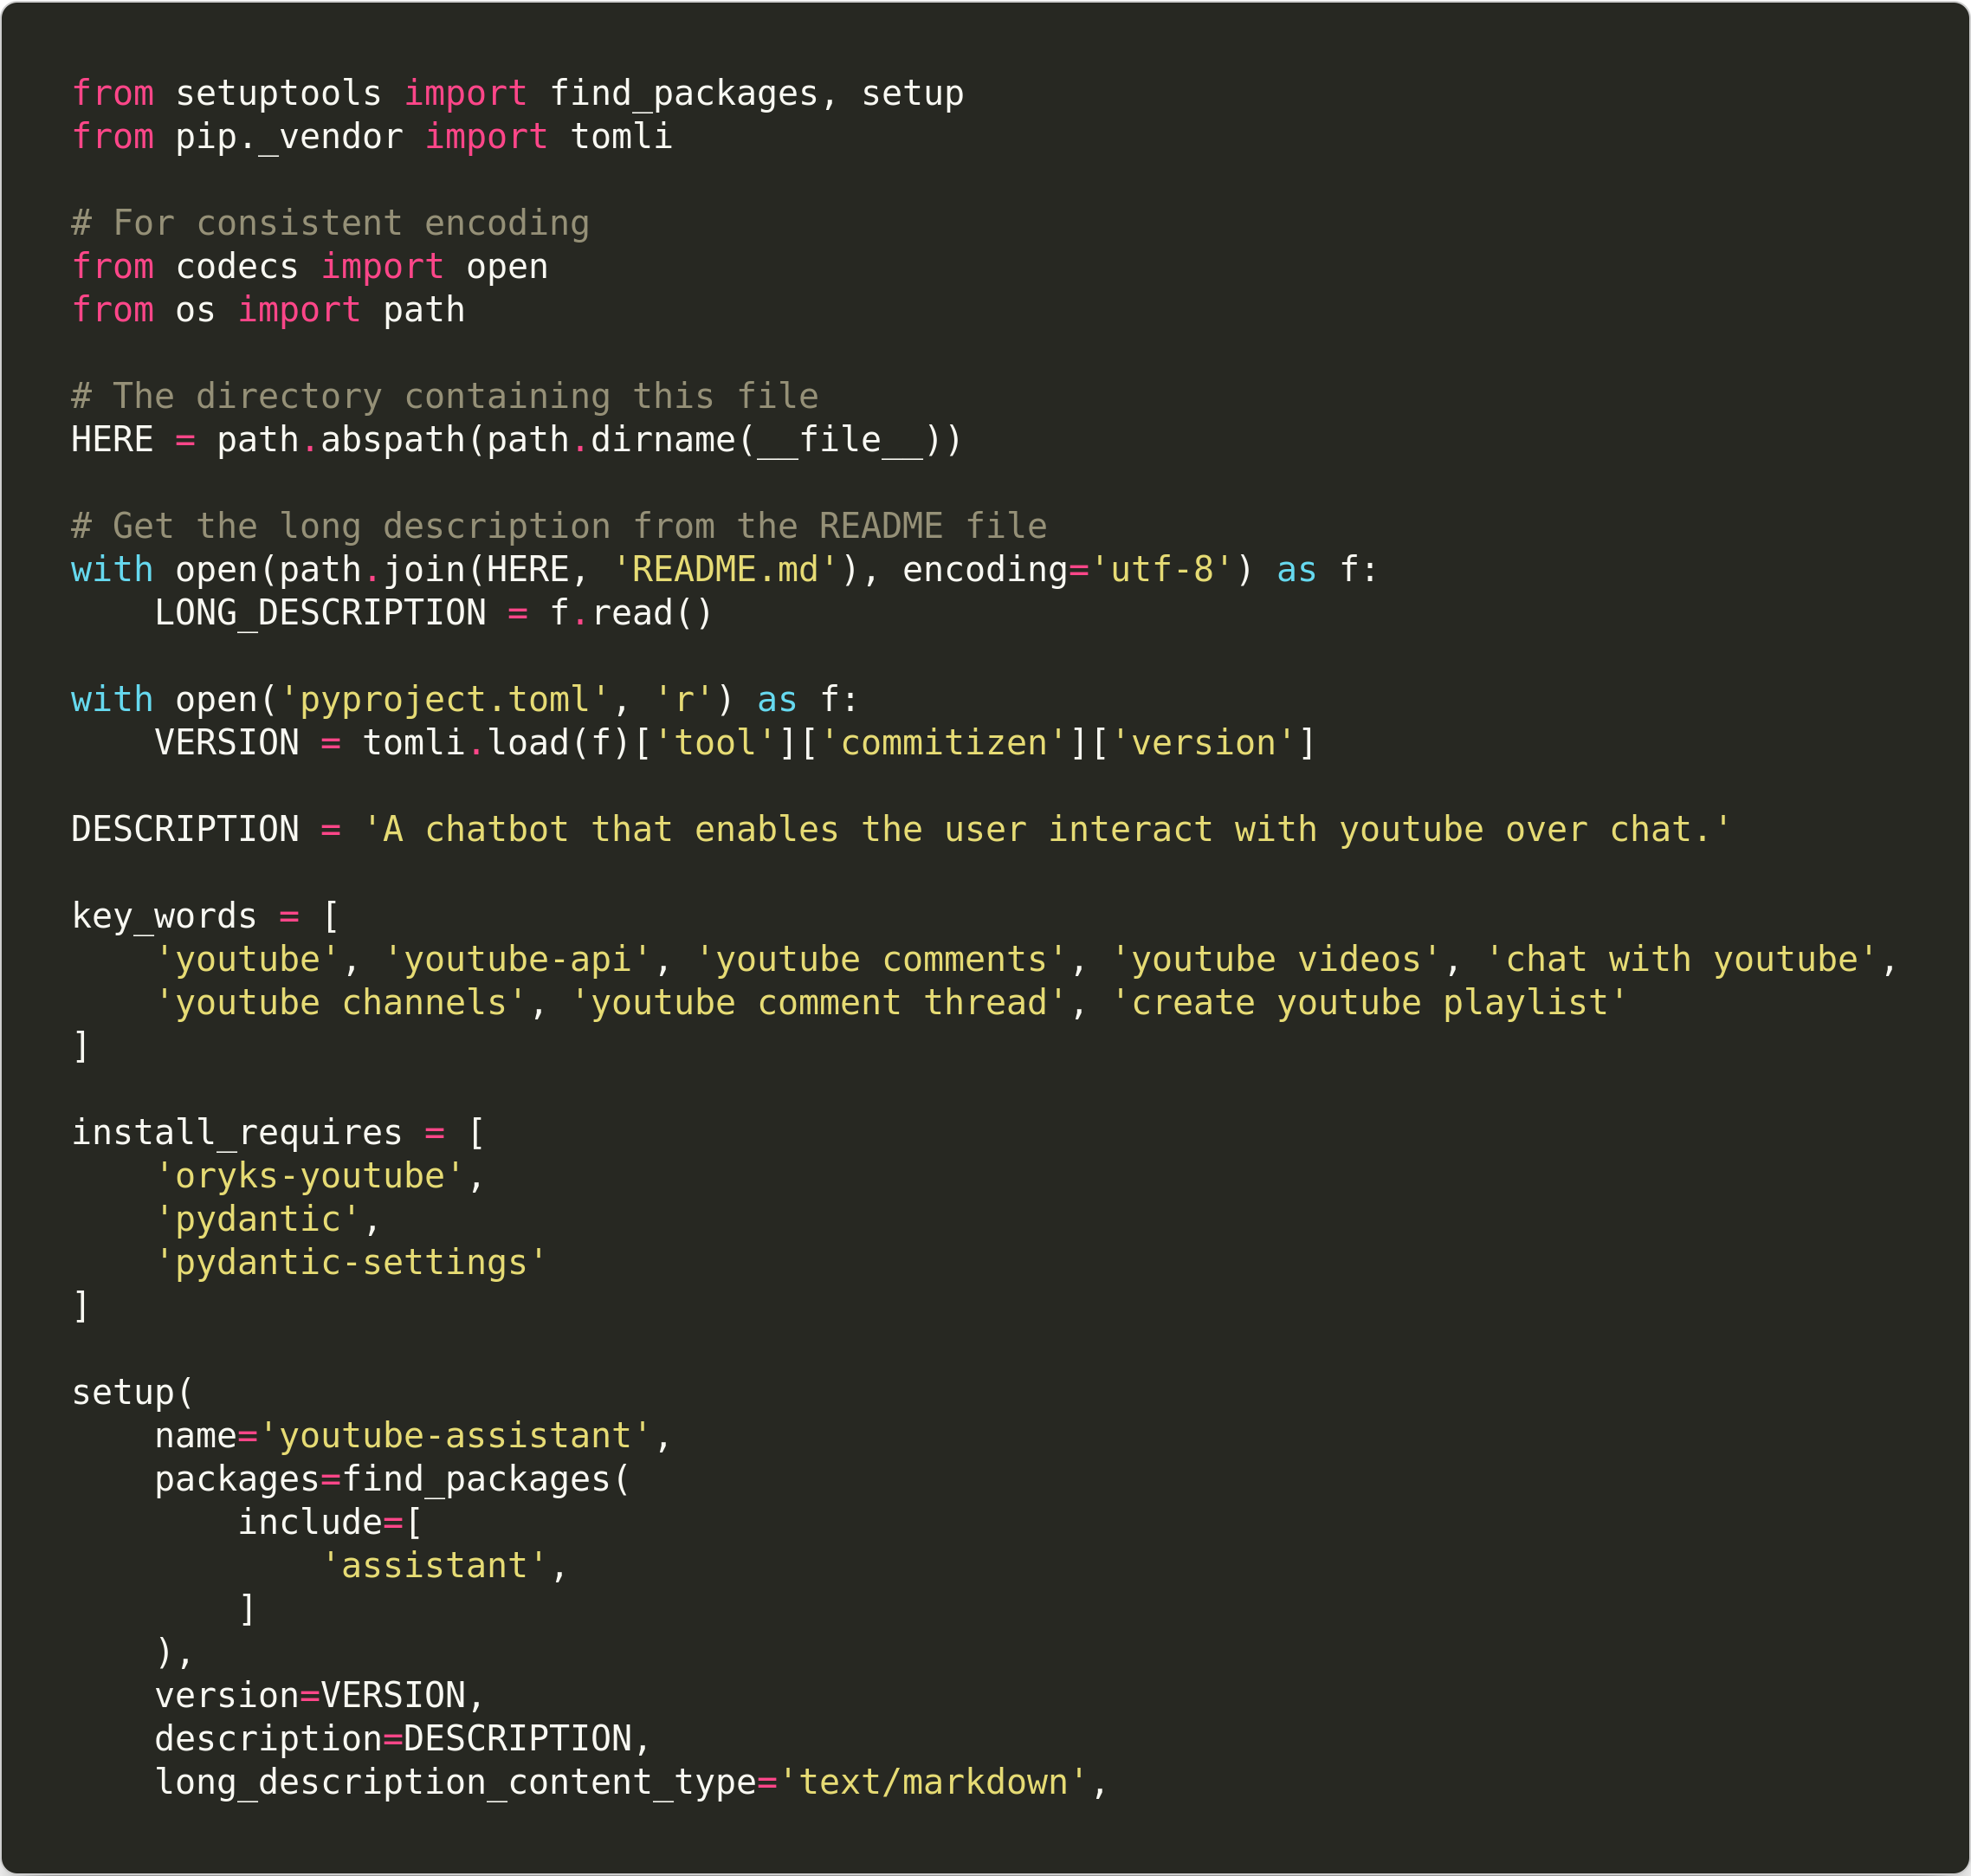 from setuptools import find_packages, setup
from pip._vendor import tomli

# For consistent encoding
from codecs import open
from os import path

# The directory containing this file
HERE = path.abspath(path.dirname(__file__))

# Get the long description from the README file
with open(path.join(HERE, 'README.md'), encoding='utf-8') as f:
    LONG_DESCRIPTION = f.read()

with open('pyproject.toml', 'r') as f:
    VERSION = tomli.load(f)['tool']['commitizen']['version']

DESCRIPTION = 'A chatbot that enables the user interact with youtube over chat.'

key_words = [
    'youtube', 'youtube-api', 'youtube comments', 'youtube videos', 'chat with youtube',
    'youtube channels', 'youtube comment thread', 'create youtube playlist'
]

install_requires = [
    'oryks-youtube',
    'pydantic',
    'pydantic-settings'
]

setup(
    name='youtube-assistant',
    packages=find_packages(
        include=[
            'assistant',
        ]
    ),
    version=VERSION,
    description=DESCRIPTION,
    long_description_content_type='text/markdown',